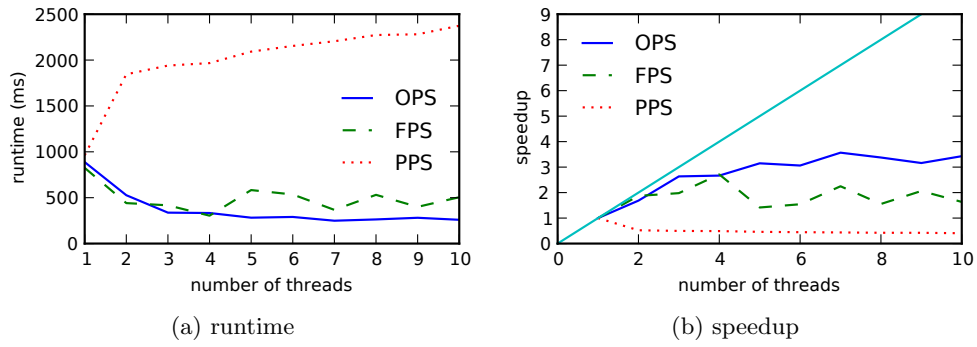 2500
2000
1500
1000
500
0
runtime (ms)
OPS
FPS
PPS
1 2 3 4 5 6 7 8 9 10
number of threads
(a) runtime
9
8
7
6
5
4
3
2
1
0
speedup
OPS
FPS
PPS
0 2 4 6 8 10
number of threads
(b) speedup